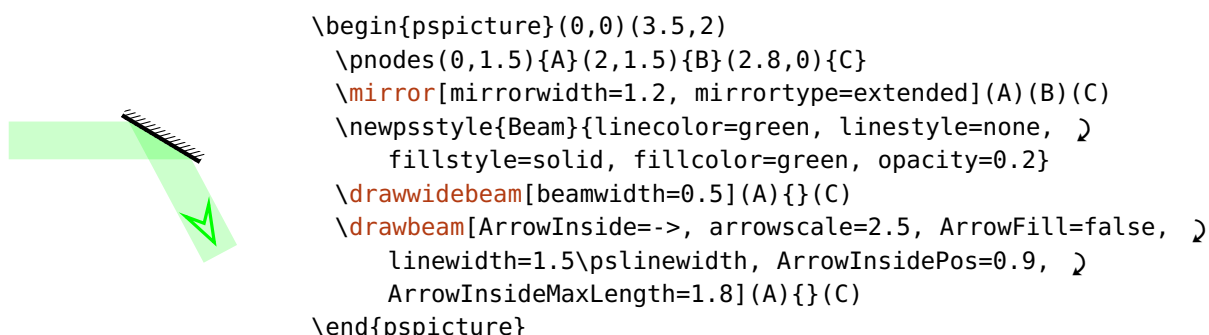 \begin{pspicture}(0,0)(3.5,2)
\pnodes(0,1.5){A}(2,1.5){B}(2.8,0){C}
\mirror[mirrorwidth=1.2, mirrortype=extended](A)(B)(C)
\newpsstyle{Beam}{linecolor=green, linestyle=none,
fillstyle=solid, fillcolor=green, opacity=0.2}
\drawwidebeam[beamwidth=0.5](A){}(C)
\drawbeam[ArrowInside=->, arrowscale=2.5, ArrowFill=false,
linewidth=1.5\pslinewidth, ArrowInsidePos=0.9,
ArrowInsideMaxLength=1.8](A){}(C)
\end{pspicture}